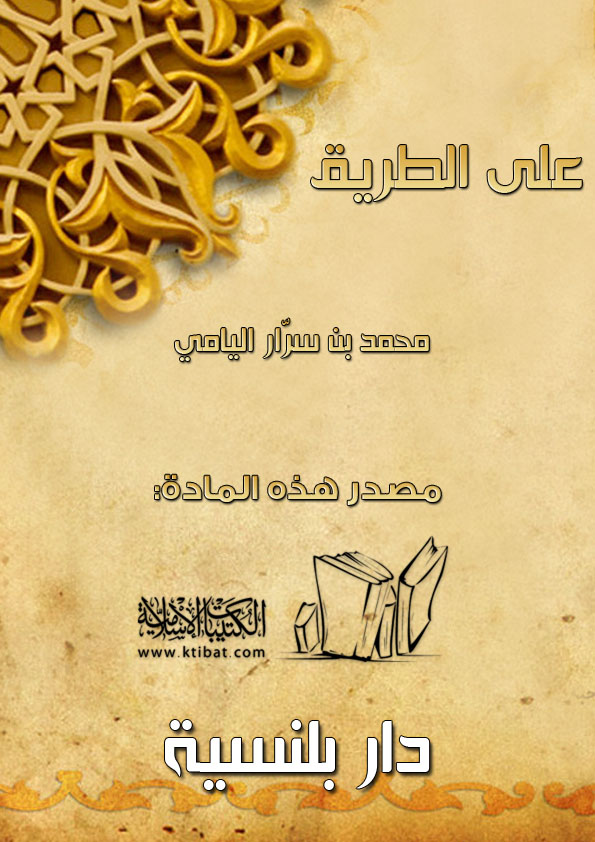 على الطريق
محمد بن سرّار اليامي
مصدر هذه المادة:
الكتيبات الإسلامية
www.ktibat.com
دار بلنسية